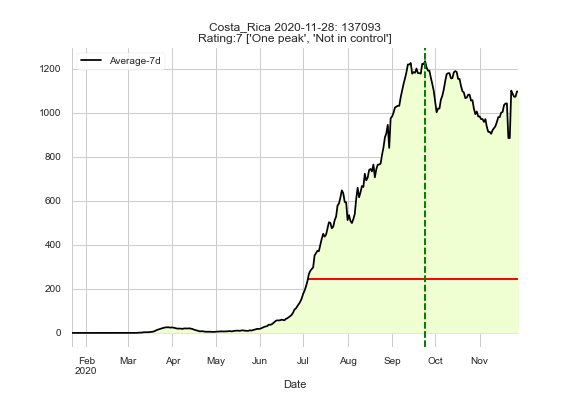 Costa_Rica 2020-11-28: 137093
Rating:7 ['One peak', 'Not in control']
Average-7d
1200
1000
800
600
400
200
0
Feb Mar Apr May Jun Jul Aug Sep Oct Nov
2020
Date